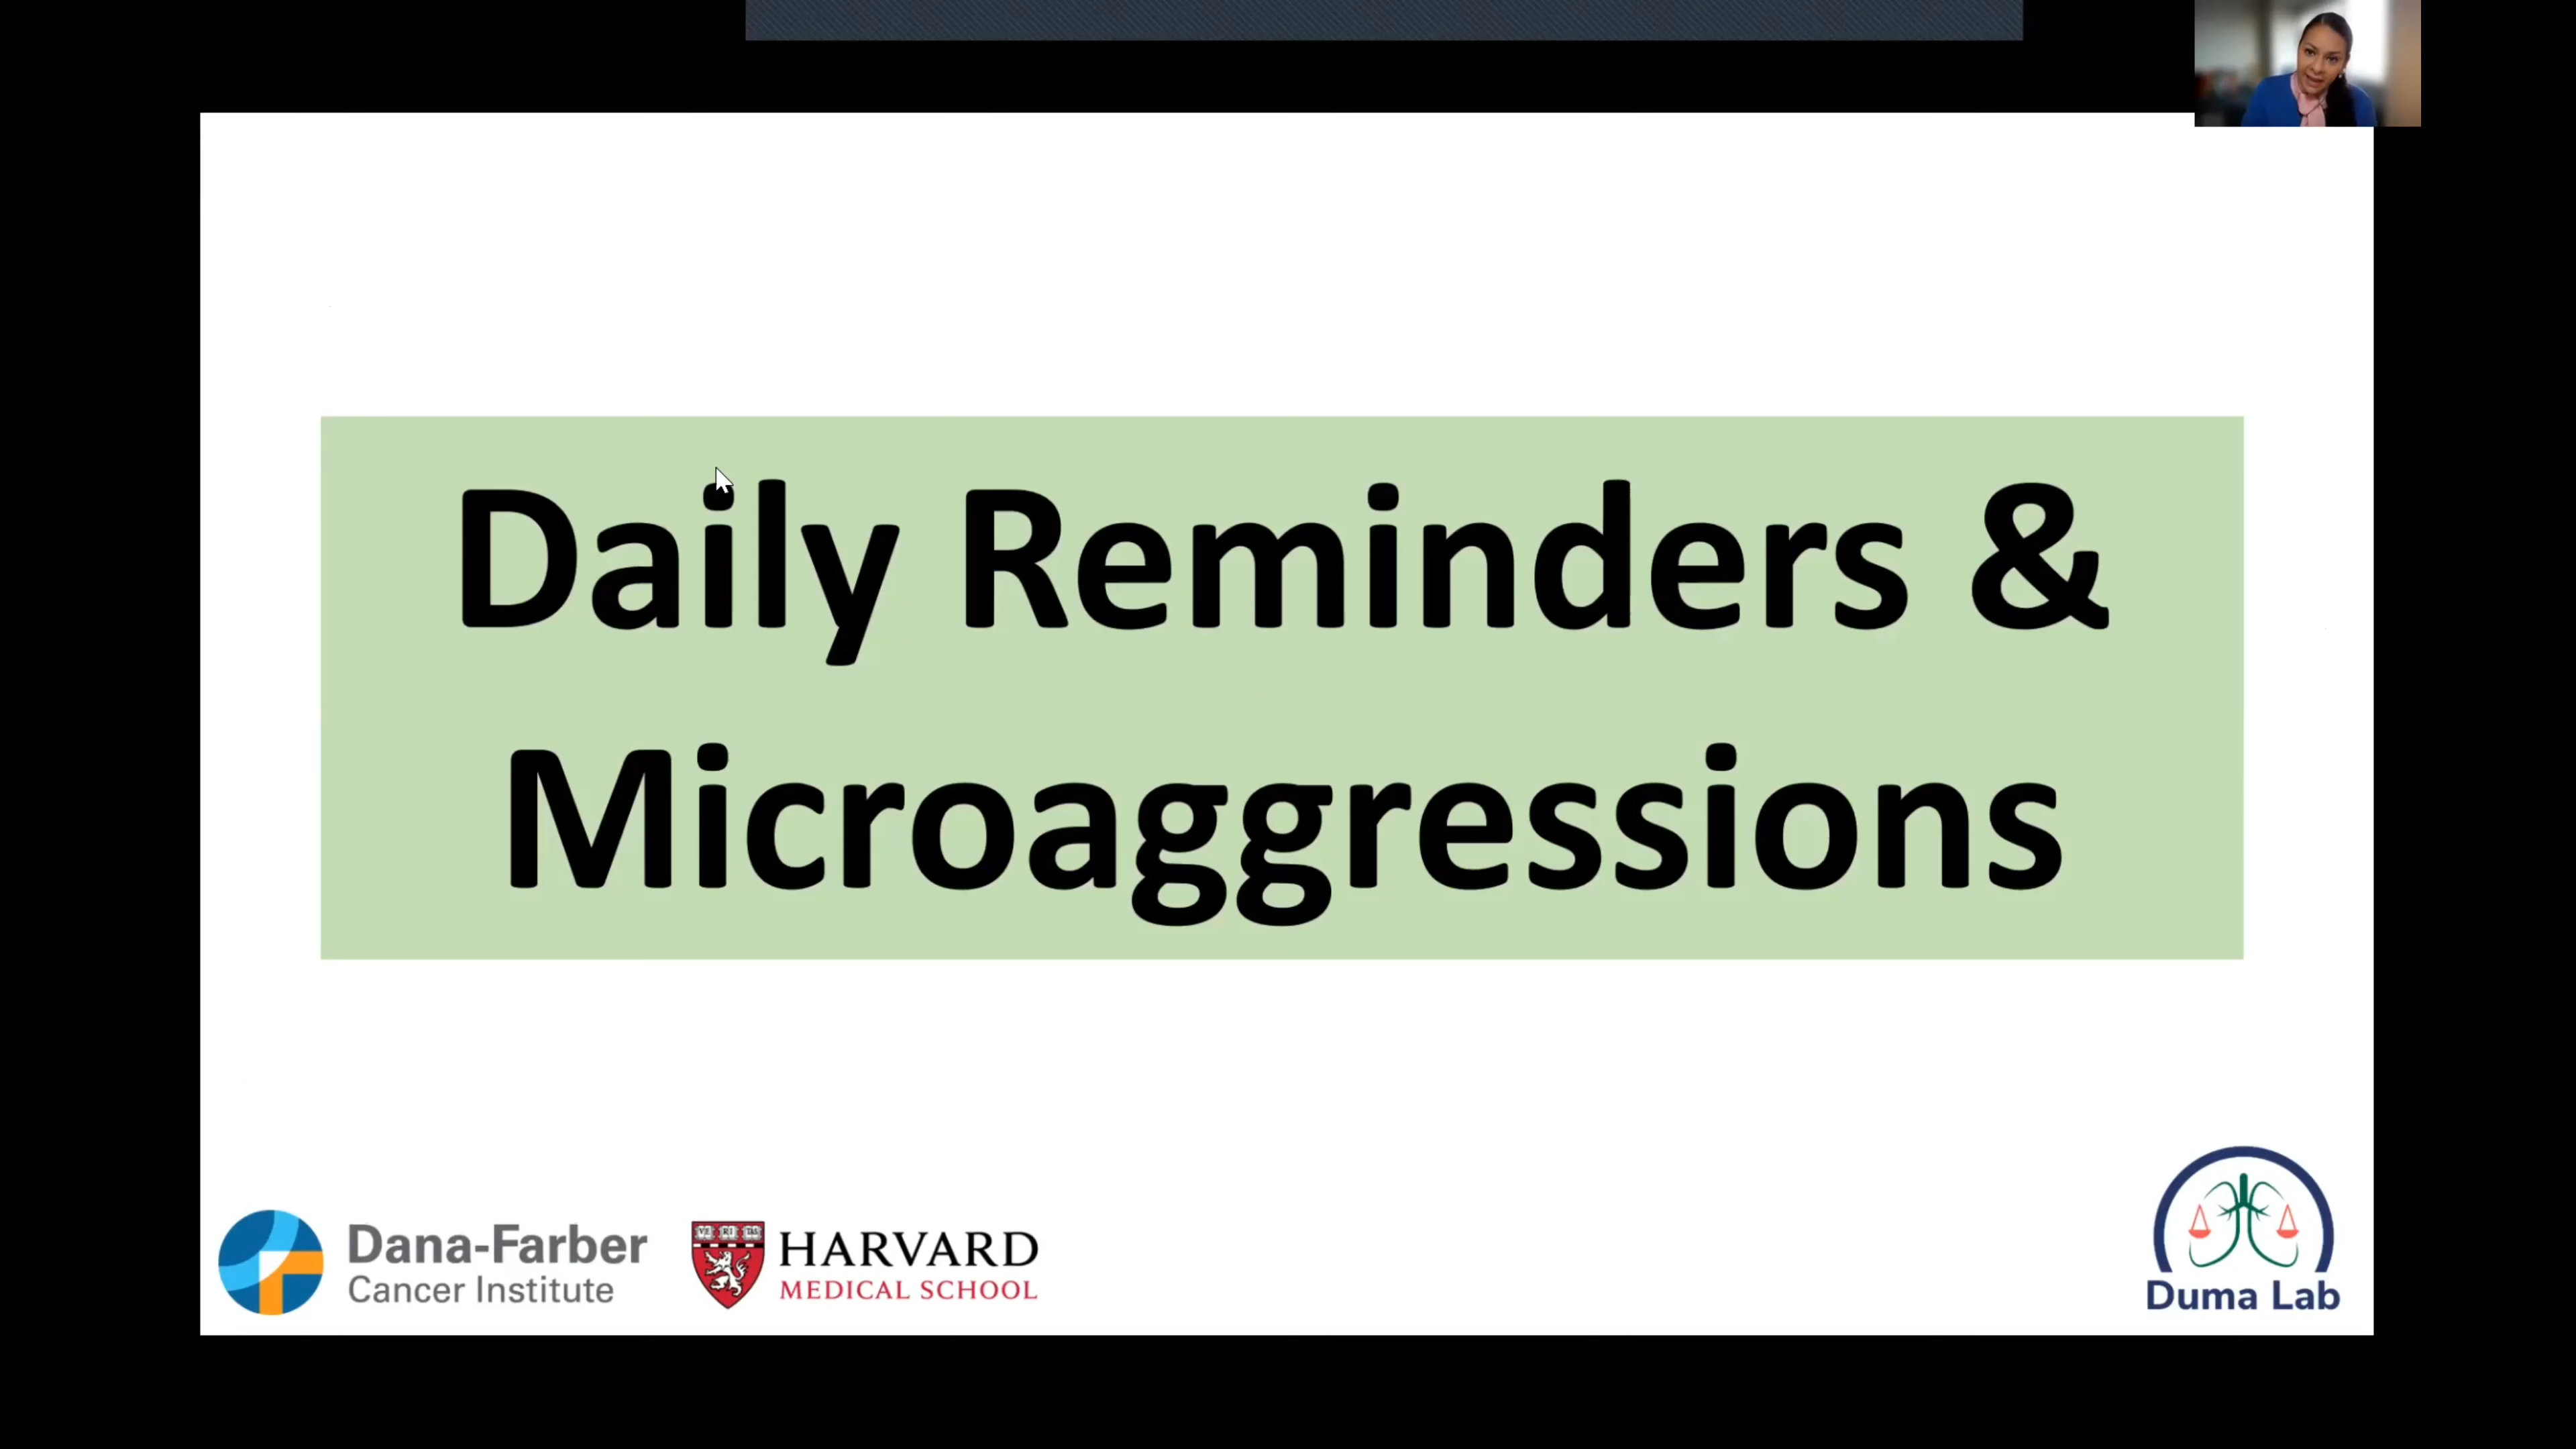 Daily Reminders &
Microaggressions
Dana-Farber
Cancer Institute
HARVARD
MEDICAL SCHOOL
Duma Lab